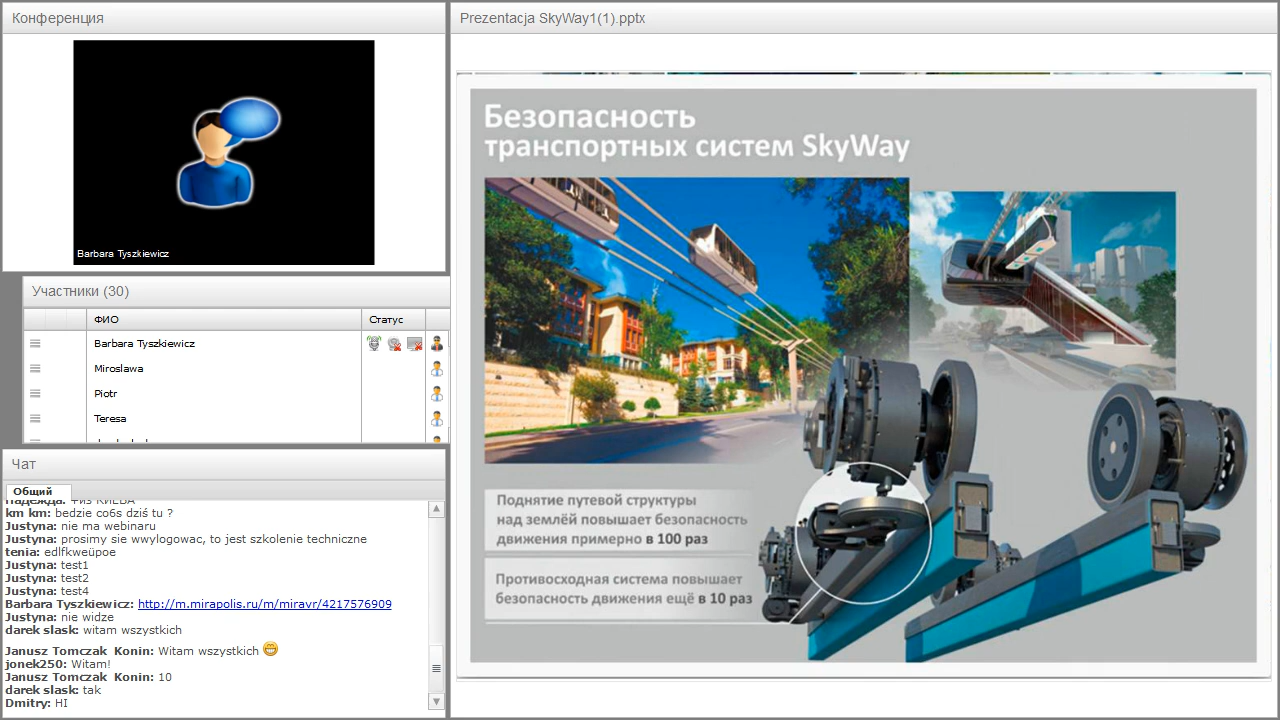 Конференция
Barbara Tyszkiewicz
Участники (30)
ФИО
Статус
Barbara Tyszkiewicz
Miroslawa
Piotr
Teresa
Чат
Общий
Надежда: ЧИЗ КИЕВА
km km: bedzie co6s dziś tu ?
Justyna: nie ma webinaru
Justyna: prosimy się wwylogowac, to jest szkolenie techniczne
tenia: edlfkweüpoe
Justyna: test1
Justyna: test2
Justyna: test4
Barbara Tyszkiewicz: http://m.mirapolis.ru/m/miravr/4217576909
Justyna: nie widze
darek slask: witam wszystkich
Janusz Tomczak Konin: Witam wszystkich
jonek250: Witam!
Janusz Tomczak Konin: 10
darek slask: tak
Dmitry: HI
Prezentacja SkyWay1(1).pptx
Безопасность
транспортных систем SkyWay
Поднятие путевой структуры
над землёй повышает безопасность
движения примерно в 100 раз
Противосходная система повышает
безопасность движения ещё в 10 раз